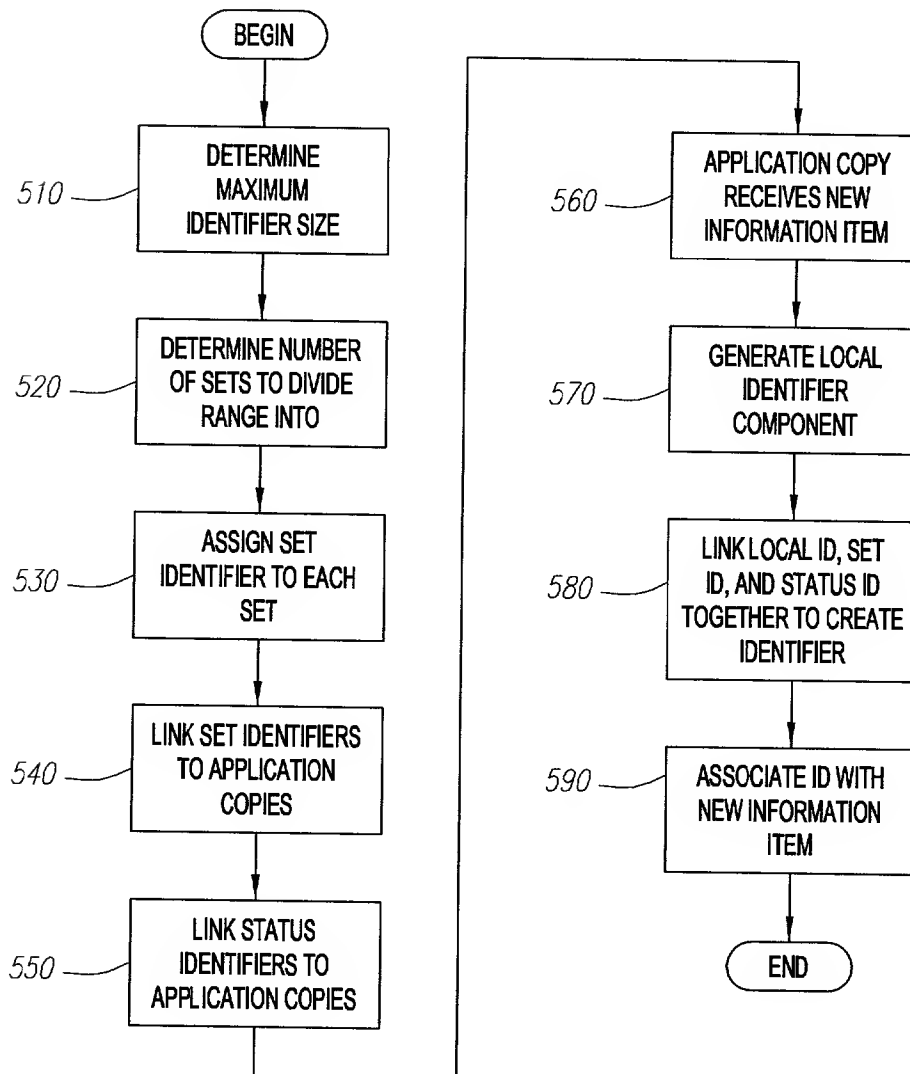 BEGIN
510
DETERMINE
MAXIMUM
IDENTIFIER SIZE
520
DETERMINE NUMBER
OF SETS TO DIVIDE
RANGE INTO
530
ASSIGN SET
IDENTIFIER TO EACH
SET
540
LINK SET IDENTIFIERS
TO APPLICATION
COPIES
550
LINK STATUS
IDENTIFIERS TO
APPLICATION COPIES
560
APPLICATION COPY
RECEIVES NEW
INFORMATION ITEM
570
GENERATE LOCAL
IDENTIFIER
COMPONENT
580
LINK LOCAL ID, SET
ID, AND STATUS ID
TOGETHER TO CREATE
IDENTIFIER
590
ASSOCIATE ID WITH
NEW INFORMATION
ITEM
END